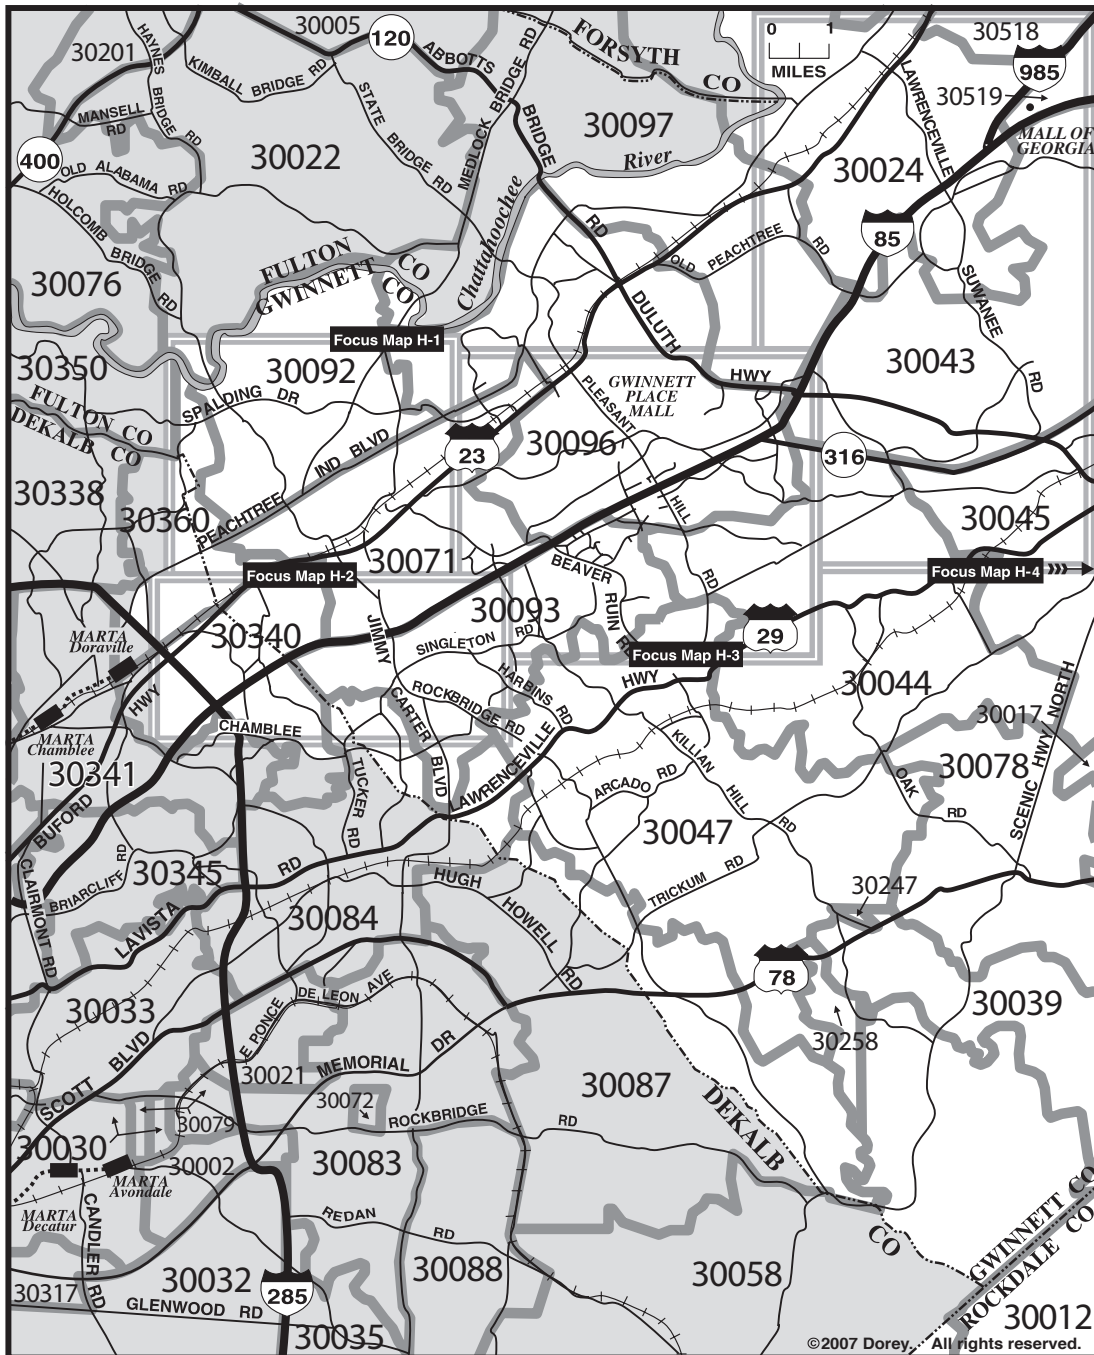 30005
30201
120
HAYNES BRIDGE RD
KIMBALL BRIDGE RD
ABBOTTS BRIDGE RD
STATE BRIDGE RD
MEDLOCK BRIDGE RD
FORSYTH CO
0 1
MILES
30518
985
30519
MALL OF
GEORGIA
LAWRENCEVILLE SUWANEE RD
MANSELL
RD
400
OLD ALABAMA RD
30022
30097
River
Chattahoochee
30024
85
HOLCOMB BRIDGE RD
FULTON CO
GWINNETT CO
OLD PEACHTREE RD
30076
DULUTH HWY
Focus Map H-1
30350
30092
30043
FULTON CO
DEKALB CO
SPALDING DR
PLEASANT HILL RD
GWINNETT
PLACE
MALL
23
30096
316
PEACHTREE IND BLVD
30338
30360
30045
30071
Focus Map H-2
BEAVER RUIN RD
Focus Map H-4
30093
30340
JIMMY CARTER BLVD
SINGLETON RD
29
MARTA
Doraville
Focus Map H-3
HARBINS RD
ROCKBRIDGE RD
LAWRENCEVILLE HWY
30044
30017
MARTA
Chamblee
BUFORD HWY
CHAMBLEE TUCKER RD
30341
KILLIAN HILL RD
30078
SCENIC HWY NORTH
ARCADO RD
OAK RD
30047
CLAIRMONT RD
BRIARCLIFF RD
30345
LAVISTA RD
HUGH HOWELL RD
TRICKUM RD
30247
30084
78
30033
E PONCE DE LEON AVE
30039
30258
SCOTT BLVD
30021
MEMORIAL DR
30087
30072
30079
ROCKBRIDGE RD
DEKALB CO
30030
30002
MARTA
Avondale
30083
MARTA
Decatur
CANDLER RD
REDAN RD
GWINNETT CO
ROCKDALE CO
30032
285
30088
30058
30317
GLENWOOD RD
30035
30012
©2007 Dorey. All rights reserved.